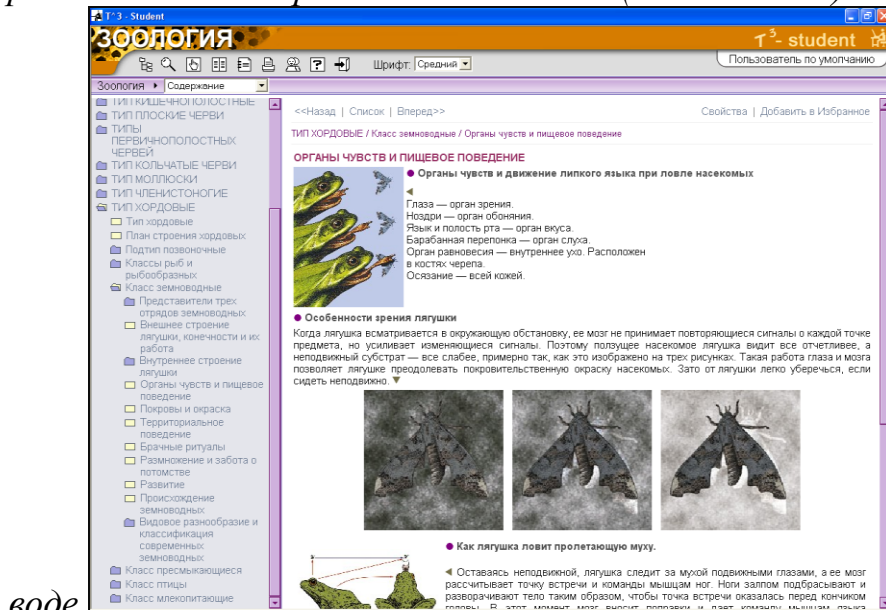 T^3 - Student
ЗООЛОГИЯ
T³- student
Шрифт: Средний
Пользователь по умолчанию
Зоология
Содержание
ТИП КИШЕЧНОПОЛОСТНЫЕ
ТИП ПЛОСКИЕ ЧЕРВИ
ТИПЫ
ПЕРВИЧНОПОЛОСТНЫХ
ЧЕРВЕЙ
ТИП КОЛЬЧАТЫЕ ЧЕРВИ
ТИП МОЛЛЮСКИ
ТИП ЧЛЕНИСТОНОГИЕ
ТИП ХОРДОВЫЕ
Тип хордовые
План строения хордовых
Подтип позвоночные
Классы рыб и
рыбообразных
Класс земноводные
Представители трех
отрядов земноводных
Внешнее строение
лягушки, конечности и их
работа
Внутреннее строение
лягушки
Органы чувств и пищевое
поведение
Покровы и окраска
Территориальное
поведение
Брачные ритуалы
Размножение и забота о
потомстве
Развитие
Происхождение
земноводных
Видовое разнообразие и
классификация
современных
земноводных
Класс пресмыкающиеся
Класс птицы
Класс млекопитающие
<<Назад | Список | Вперед>>
Свойства | Добавить в Избранное
ТИП ХОРДОВЫЕ / Класс земноводные / Органы чувств и пищевое поведение
ОРГАНЫ ЧУВСТВ И ПИЩЕВОЕ ПОВЕДЕНИЕ
Органы чувств и движение липкого языка при ловле насекомых
Глаза — орган зрения.
Ноздри — орган обоняния.
Язык и полость рта — орган вкуса.
Барабанная перепонка — орган слуха.
Орган равновесия — внутреннее ухо. Расположен
в костях черепа.
Осязание — всей кожей.
Особенности зрения лягушки
Когда лягушка всматривается в окружающую обстановку, ее мозг не принимает повторяющиеся сигналы о каждой точке
предмета, но усиливает изменяющиеся сигналы. Поэтому ползущее насекомое лягушка видит все отчетливее, а
неподвижный субстрат — все слабее, примерно так, как это изображено на трех рисунках. Такая работа глаза и мозга
позволяет лягушке преодолевать покровительственную окраску насекомых. Зато от лягушки легко уберечься, если
сидеть неподвижно.
Как лягушка ловит пролетающую муху.
Оставаясь неподвижной, лягушка следит за мухой подвижными глазами, а ее мозг
рассчитывает точку встречи и команды мышцам ног. Ноги залпом подбрасывают и
разворачивают тело таким образом, чтобы точка встречи оказалась перед кончиком
головы. В этот момент мозг вносит поправки и дает команду мышцам языка
воде